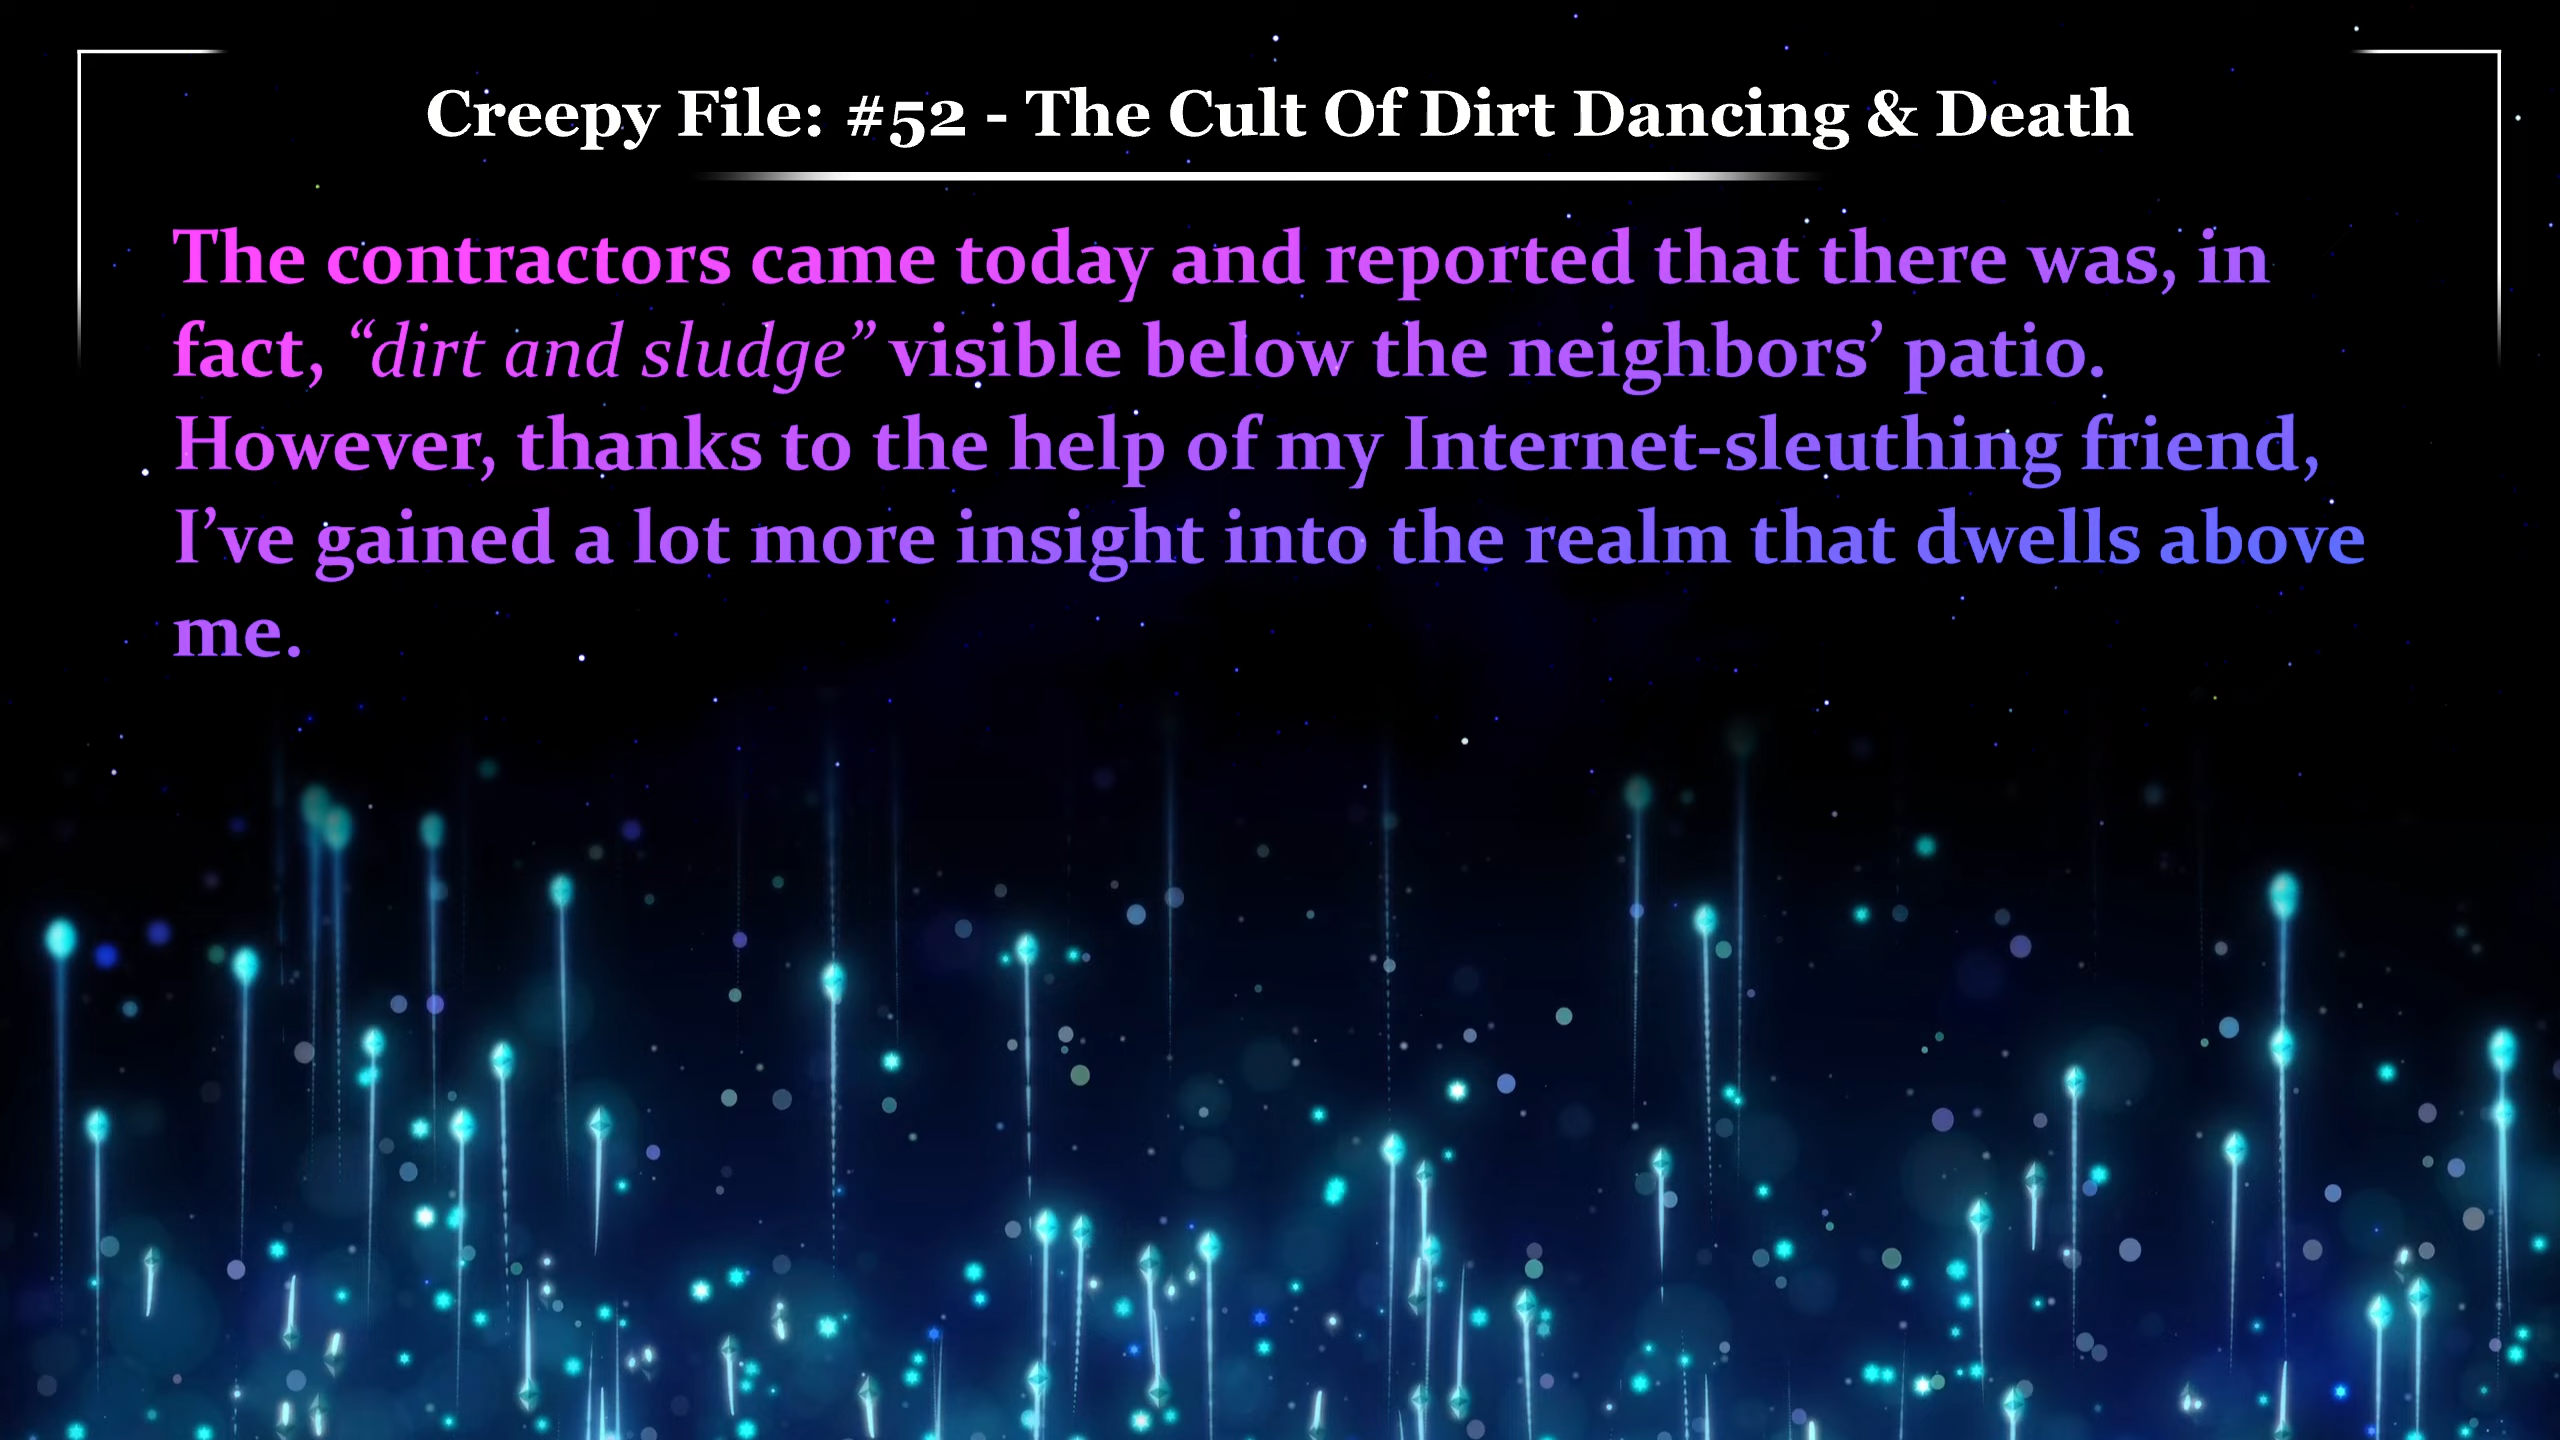 Creepy File: #52 - The Cult Of Dirt Dancing & Death
The contractors came today and reported that there was, in
fact, “dirt and sludge” visible below the neighbors’ patio.
However, thanks to the help of my Internet-sleuthing friend,
I’ve gained a lot more insight into the realm that dwells above
me.